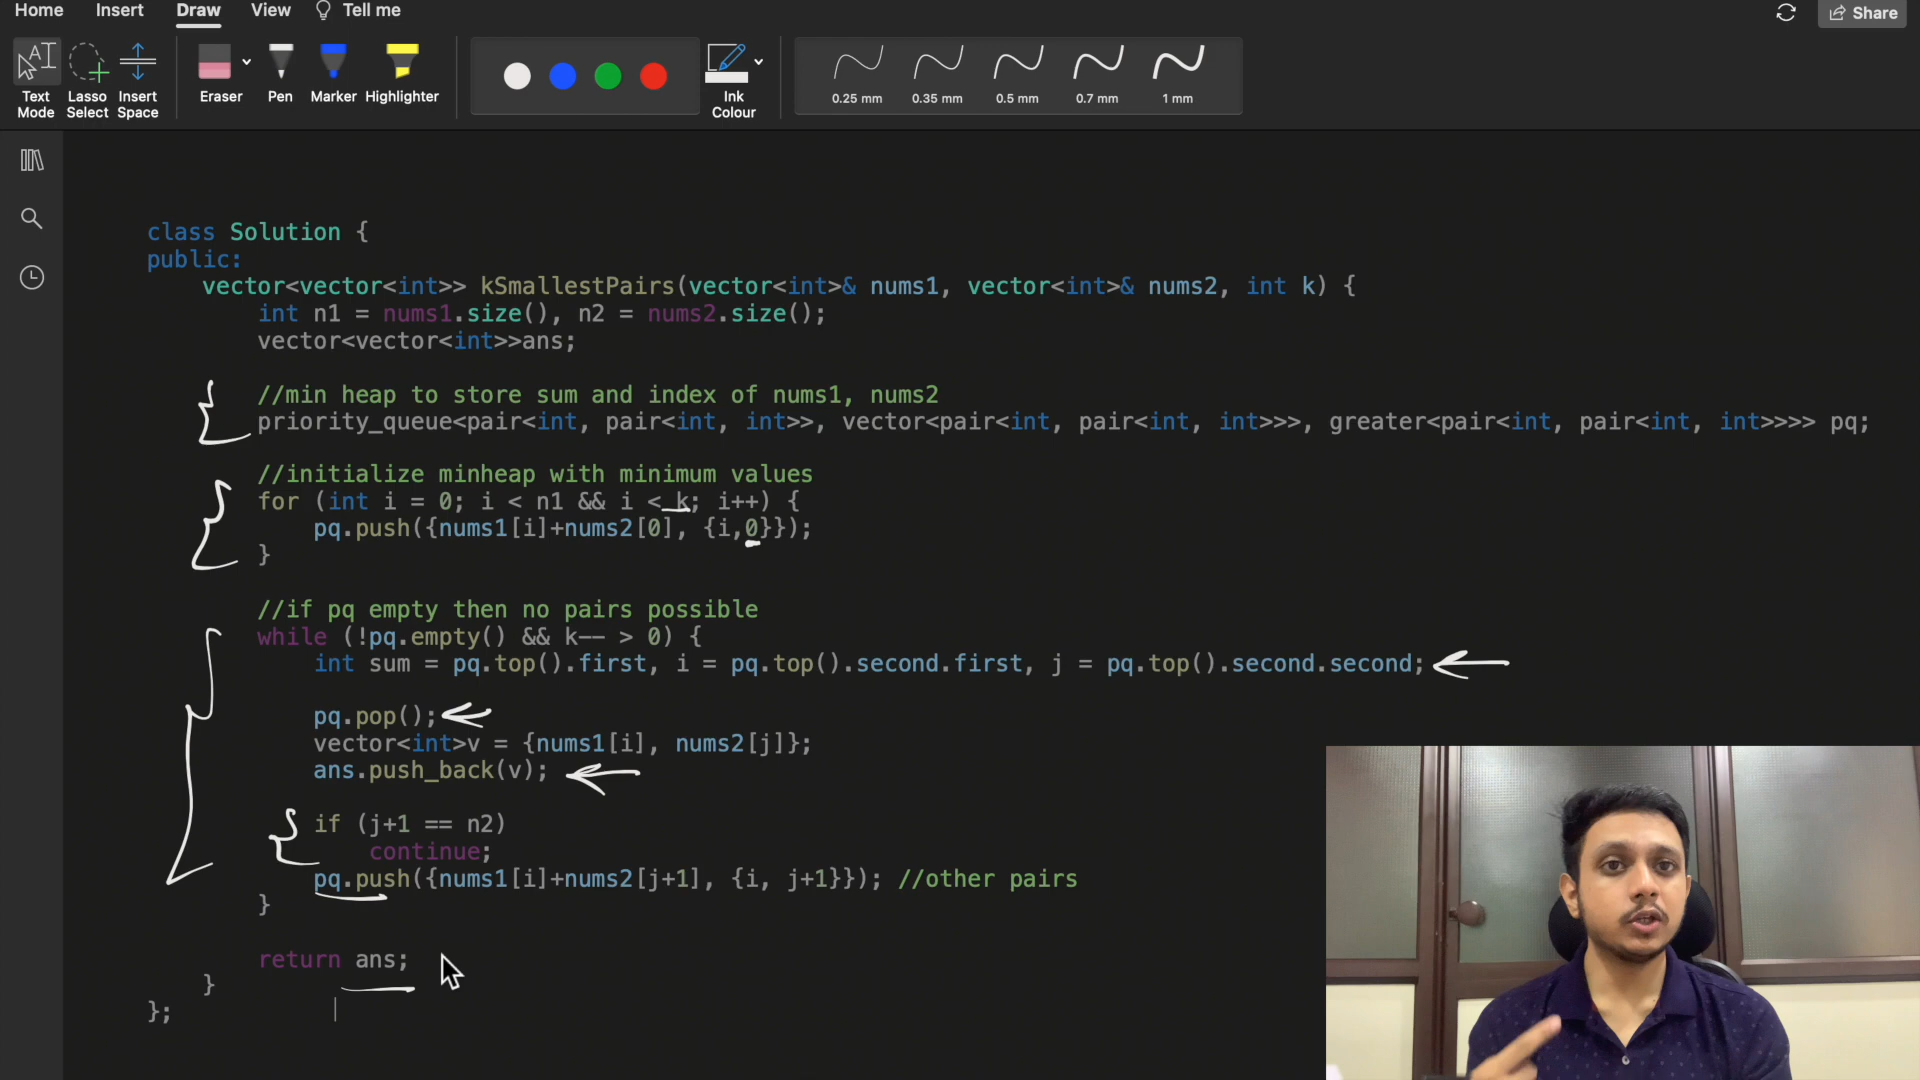 Home Insert Draw View Tell me Share
Text Mode
Lasso Select
Insert Space
Eraser
Pen
Marker
Highlighter
Ink Colour
0.25 mm 0.35 mm 0.5 mm 0.7 mm 1 mm
class Solution {
public:
vector<vector<int>> kSmallestPairs(vector<int>& nums1, vector<int>& nums2, int k) {
int n1 = nums1.size(), n2 = nums2.size();
vector<vector<int>>ans;
//min heap to store sum and index of nums1, nums2
priority_queue<pair<int, pair<int, int>>, vector<pair<int, pair<int, int>>>, greater<pair<int, pair<int, int>>>> pq;
//initialize minheap with minimum values
for (int i = 0; i < n1 && i < k; i++) {
pq.push({nums1[i]+nums2[0], {i,0}});
}
//if pq empty then no pairs possible
while (!pq.empty() && k-- > 0) {
int sum = pq.top().first, i = pq.top().second.first, j = pq.top().second.second;
pq.pop();
vector<int>v = {nums1[i], nums2[j]};
ans.push_back(v);
if (j+1 == n2)
continue;
pq.push({nums1[i]+nums2[j+1], {i, j+1}}); //other pairs
}
return ans;
}
};